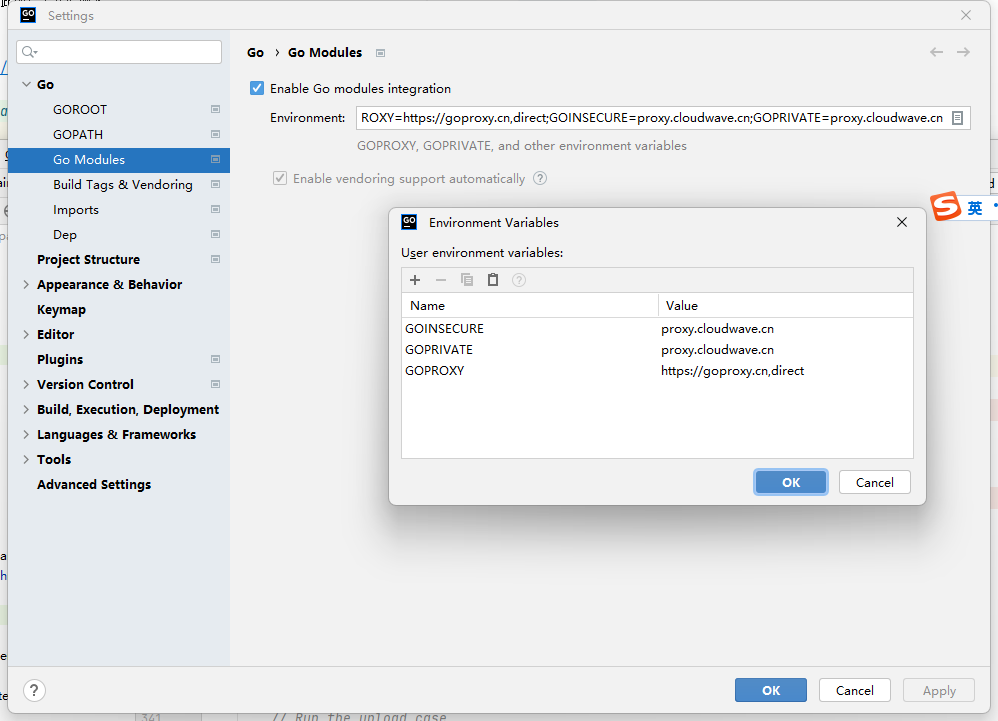 GO Settings
Go › Go Modules
Go
GOROOT
GOPATH
Go Modules
Build Tags & Vendoring
Imports
Dep
Project Structure
Appearance & Behavior
Keymap
Editor
Plugins
Version Control
Build, Execution, Deployment
Languages & Frameworks
Tools
Advanced Settings
Enable Go modules integration
Environment: ROXY=https://goproxy.cn,direct;GOINSECURE=proxy.cloudwave.cn;GOPRIVATE=proxy.cloudwave.cn
GOPROXY, GOPRIVATE, and other environment variables
Enable vendoring support automatically ?
S 英
GO Environment Variables
User environment variables:
Name Value
GOINSECURE proxy.cloudwave.cn
GOPRIVATE proxy.cloudwave.cn
GOPROXY https://goproxy.cn,direct
OK Cancel
? OK Cancel Apply
341 // Run the upload case